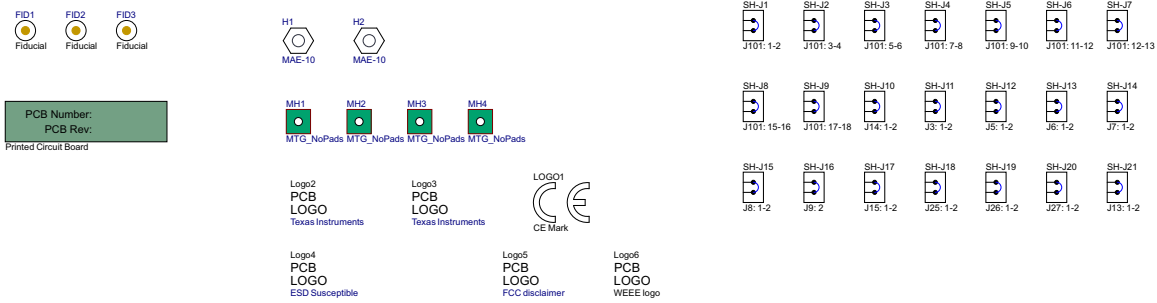 FID1 FID2 FID3
Fiducial Fiducial Fiducial
H1 H2
MAE-10 MAE-10
SH-J1 SH-J2 SH-J3 SH-J4 SH-J5 SH-J6 SH-J7
J101: 1-2 J101: 3-4 J101: 5-6 J101: 7-8 J101: 9-10 J101: 11-12 J101: 12-13
PCB Number:
PCB Rev:
Printed Circuit Board
MH1 MH2 MH3 MH4
MTG_NoPads MTG_NoPads MTG_NoPads MTG_NoPads
SH-J8 SH-J9 SH-J10 SH-J11 SH-J12 SH-J13 SH-J14
J101: 15-16 J101: 17-18 J14: 1-2 J3: 1-2 J5: 1-2 J6: 1-2 J7: 1-2
Logo2
PCB
LOGO
Texas Instruments
Logo3
PCB
LOGO
Texas Instruments
LOGO1
CE
CE Mark
SH-J15 SH-J16 SH-J17 SH-J18 SH-J19 SH-J20 SH-J21
J8: 1-2 J9: 2 J15: 1-2 J25: 1-2 J26: 1-2 J27: 1-2 J13: 1-2
Logo4
PCB
LOGO
ESD Susceptible
Logo5
PCB
LOGO
FCC disclaimer
Logo6
PCB
LOGO
WEEE logo